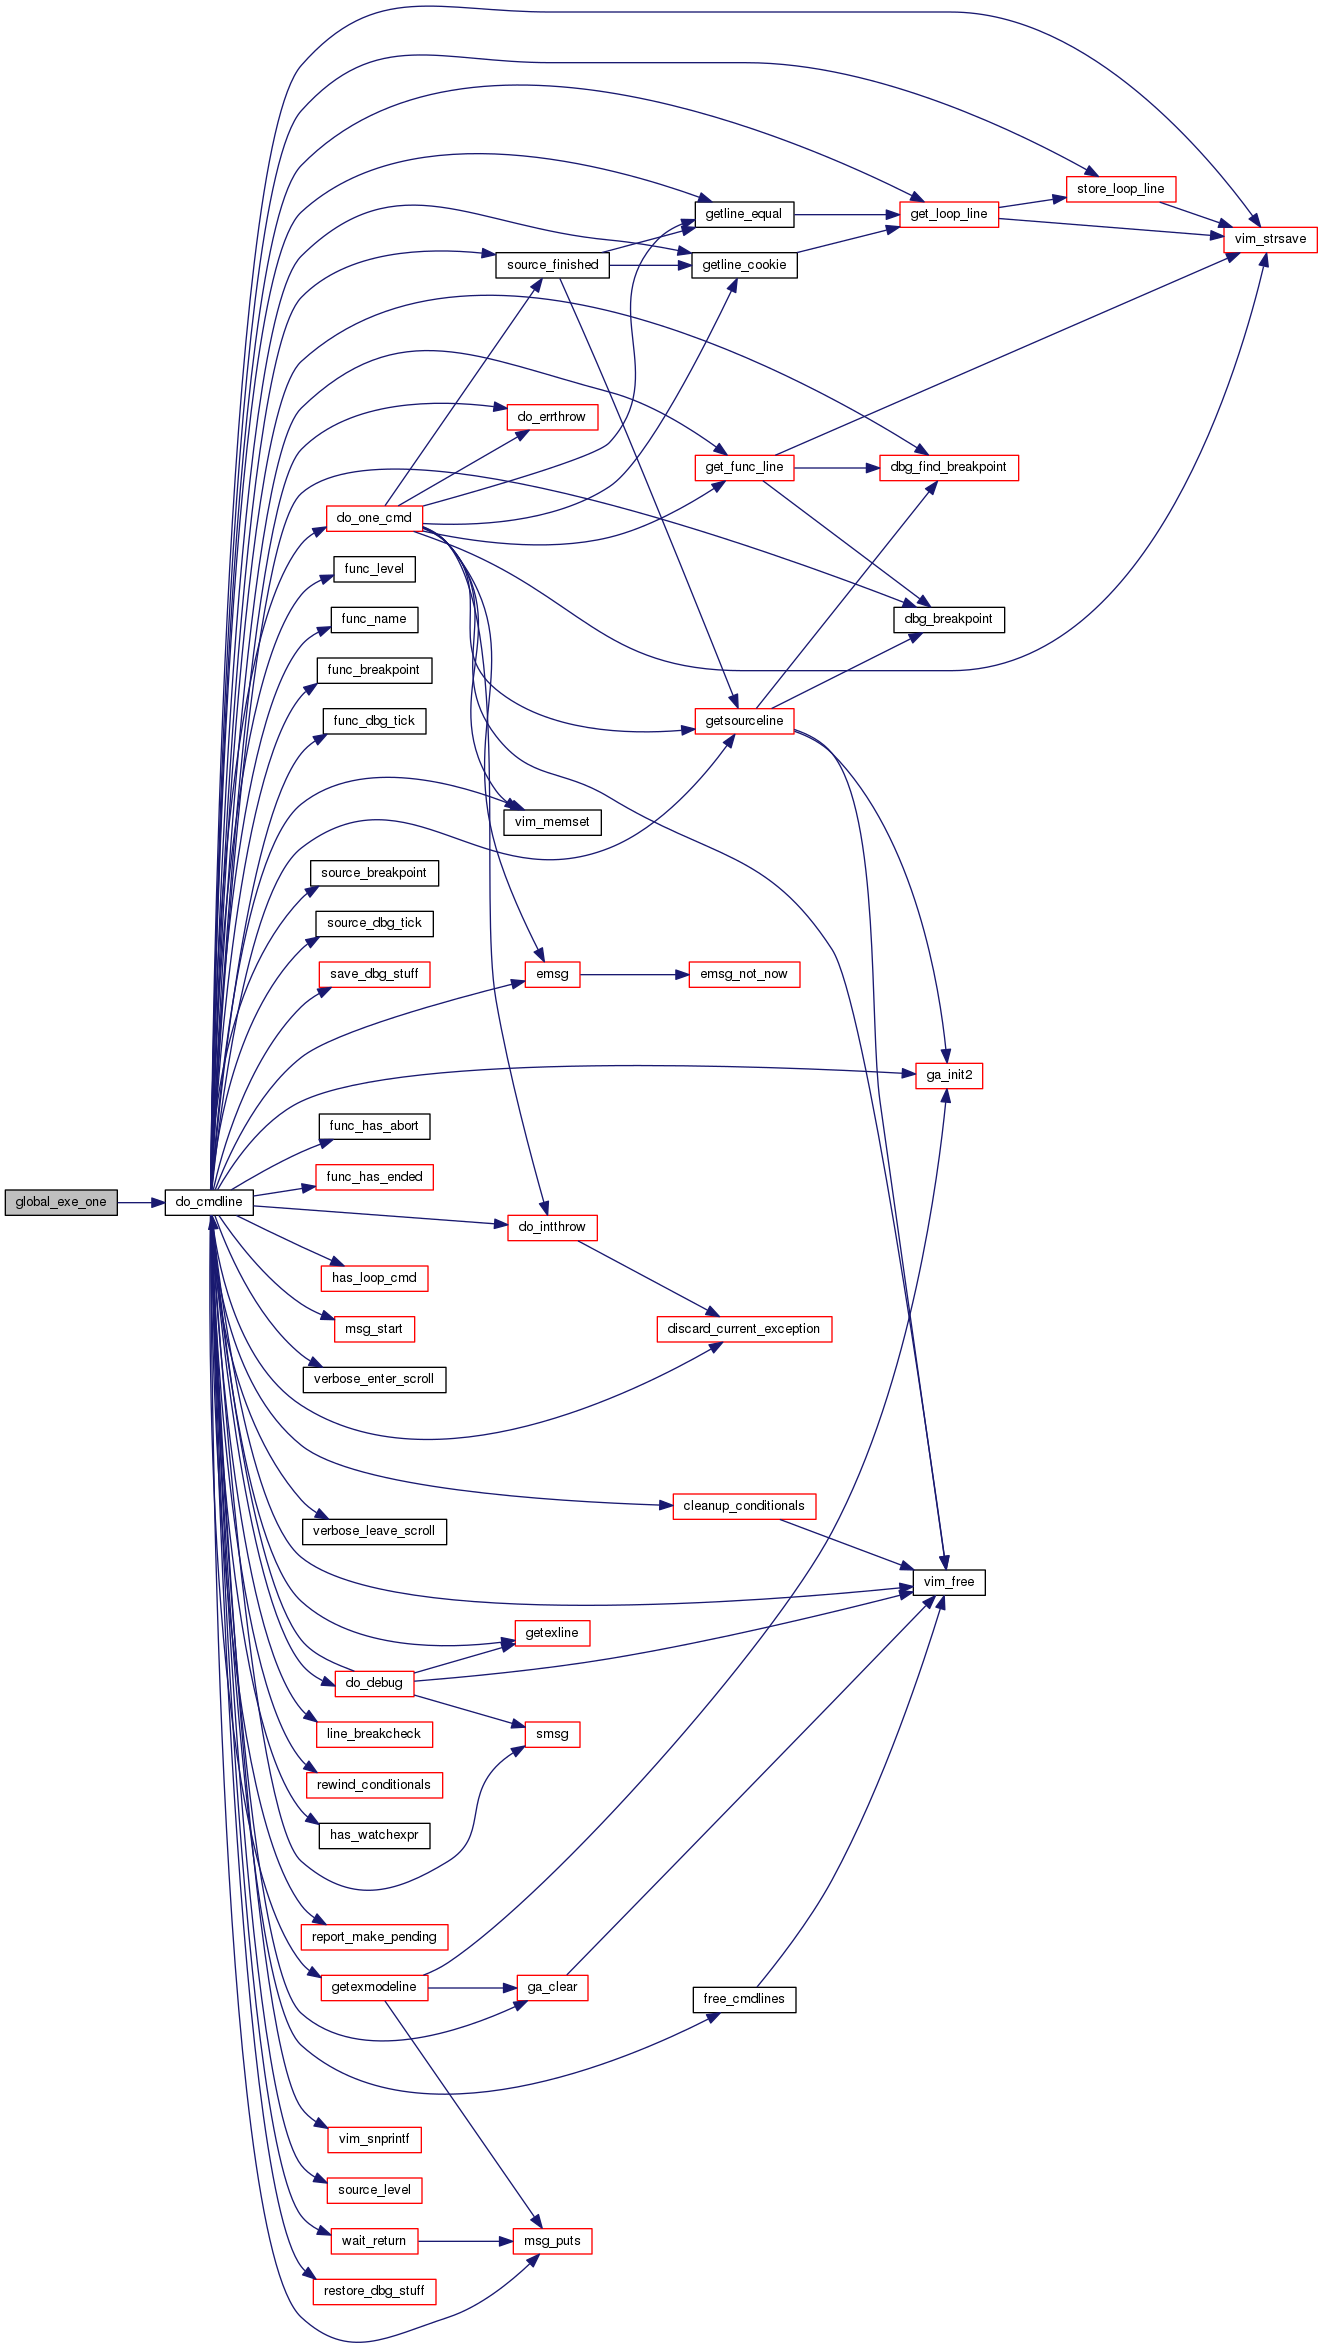 store_loop_line
getline_equal
get_loop_line
vim_strsave
source_finished
getline_cookie
do_errthrow
get_func_line
dbg_find_breakpoint
do_one_cmd
func_level
func_name
dbg_breakpoint
func_breakpoint
func_dbg_tick
getsourceline
vim_memset
source_breakpoint
source_dbg_tick
save_dbg_stuff
emsg
emsg_not_now
ga_init2
func_has_abort
func_has_ended
global_exe_one
do_cmdline
do_intthrow
has_loop_cmd
msg_start
discard_current_exception
verbose_enter_scroll
cleanup_conditionals
verbose_leave_scroll
vim_free
getexline
do_debug
line_breakcheck
smsg
rewind_conditionals
has_watchexpr
report_make_pending
getexmodeline
ga_clear
free_cmdlines
vim_snprintf
source_level
wait_return
msg_puts
restore_dbg_stuff